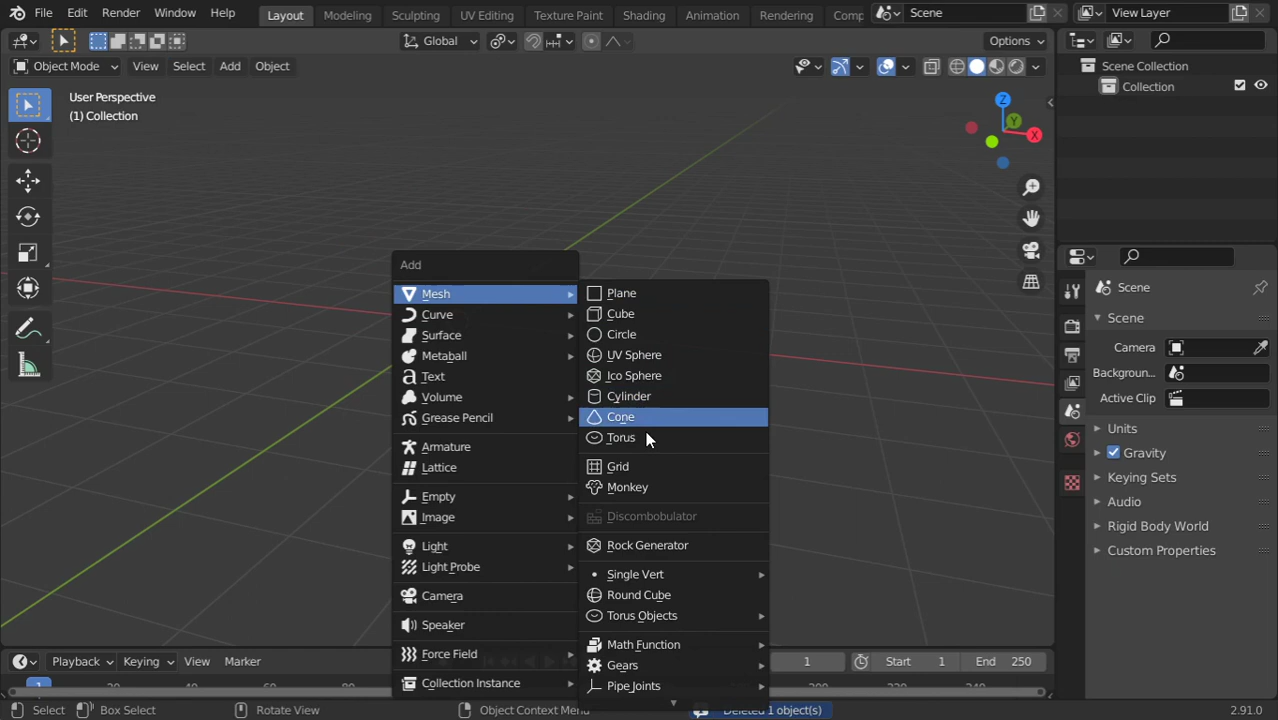 File Edit Render Window Help Layout Modeling Sculpting UV Editing Texture Paint Shading Animation Rendering Comp Scene View Layer
Global Options
Object Mode View Select Add Object
Scene Collection
Collection
User Perspective
(1) Collection
Z
Y
X
Add
Mesh
Curve
Surface
Metaball
Text
Volume
Grease Pencil
Armature
Lattice
Empty
Image
Light
Light Probe
Camera
Speaker
Force Field
Collection Instance
Plane
Cube
Circle
UV Sphere
Ico Sphere
Cylinder
Cone
Torus
Grid
Monkey
Discombobulator
Rock Generator
Single Vert
Round Cube
Torus Objects
Math Function
Gears
Pipe Joints
Scene
Scene
Camera
Backgroun...
Active Clip
Units
Gravity
Keying Sets
Audio
Rigid Body World
Custom Properties
Playback Keying View Marker 1 Start 1 End 250
1
Select Box Select Rotate View Object Context Menu Deleted 1 object(s) 2.91.0